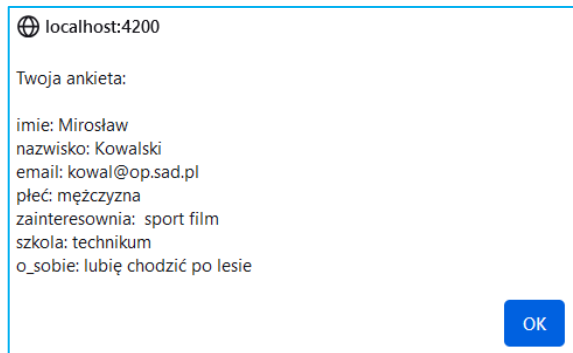 localhost:4200
Twoja ankieta:
imie: Mirosław
nazwisko: Kowalski
email: kowal@op.sad.pl
płeć: mężczyzna
zainteresownia:  sport film
szkola: technikum
o_sobie: lubię chodzić po lesie
OK